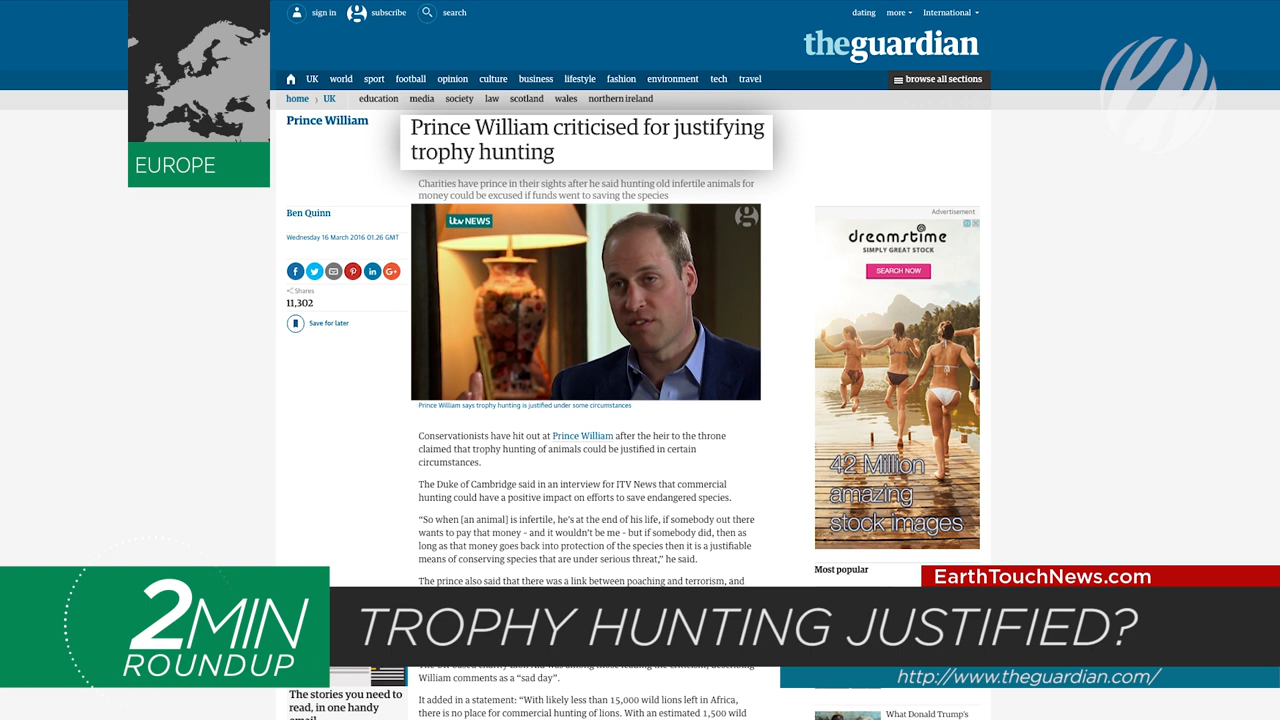 sign in
subscribe
search
dating
more
International
theguardian
UK
world
sport
football
opinion
culture
business
lifestyle
fashion
environment
tech
travel
browse all sections
home
UK
education
media
society
law
scotland
wales
northern ireland
EUROPE
Prince William
Prince William criticised for justifying
trophy hunting
Charities have prince in their sights after he said hunting old infertile animals for
money could be excused if funds went to saving the species
Ben Quinn
Wednesday 16 March 2016 01.26 GMT
Shares
11,302
Save for later
itv NEWS
Prince William says trophy hunting is justified under some circumstances
Conservationists have hit out at Prince William after the heir to the throne
claimed that trophy hunting of animals could be justified in certain
circumstances.
The Duke of Cambridge said in an interview for ITV News that commercial
hunting could have a positive impact on efforts to save endangered species.
“So when [an animal] is infertile, he's at the end of his life, if somebody out there
wants to pay that money – and it wouldn't be me – but if somebody did, then as
long as that money goes back into protection of the species then it is a justifiable
means of conserving species that are under serious threat,” he said.
The prince also said that there was a link between poaching and terrorism, and
Advertisement
dreamstime
SIMPLY GREAT STOCK
SEARCH NOW
42 Million
amazing
stock images
Most popular
EarthTouchNews.com
2MIN
ROUNDUP
TROPHY HUNTING JUSTIFIED?
http://www.theguardian.com/
William comments as a “sad day”.
It added in a statement: “With likely less than 15,000 wild lions left in Africa,
there is no place for commercial hunting of lions. With an estimated 1,500 wild
The stories you need to
read, in one handy
email
What Donald Trump's